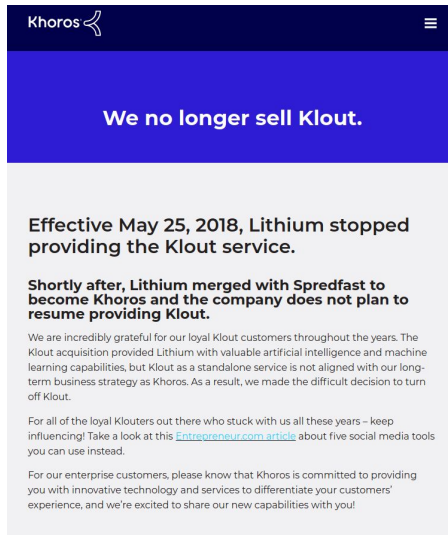 Khoros
We no longer sell Klout.
Effective May 25, 2018, Lithium stopped
providing the Klout service.
Shortly after, Lithium merged with Spredfast to
become Khoros and the company does not plan to
resume providing Klout.
We are incredibly grateful for our loyal Klout customers throughout the years. The
Klout acquisition provided Lithium with valuable artificial intelligence and machine
learning capabilities, but Klout as a standalone service is not aligned with our long-
term business strategy as Khoros. As a result, we made the difficult decision to turn
off Klout.
For all of the loyal Klouters out there who stuck with us all these years – keep
influencing! Take a look at this Entrepreneur.com article about five social media tools
you can use instead.
For our enterprise customers, please know that Khoros is committed to providing
you with innovative technology and services to differentiate your customers’
experience, and we’re excited to share our new capabilities with you!